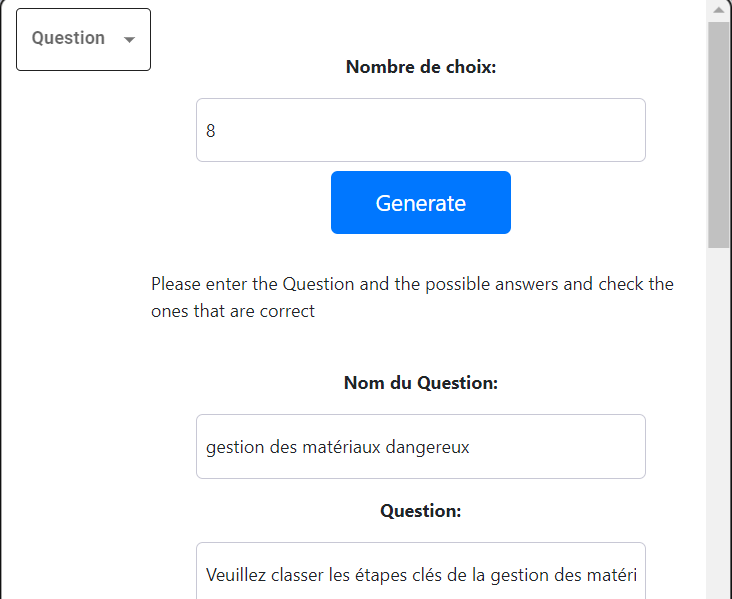 Question
Nombre de choix:
8
Generate
Please enter the Question and the possible answers and check the
ones that are correct
Nom du Question:
gestion des matériaux dangereux
Question:
Veuillez classer les étapes clés de la gestion des matéri